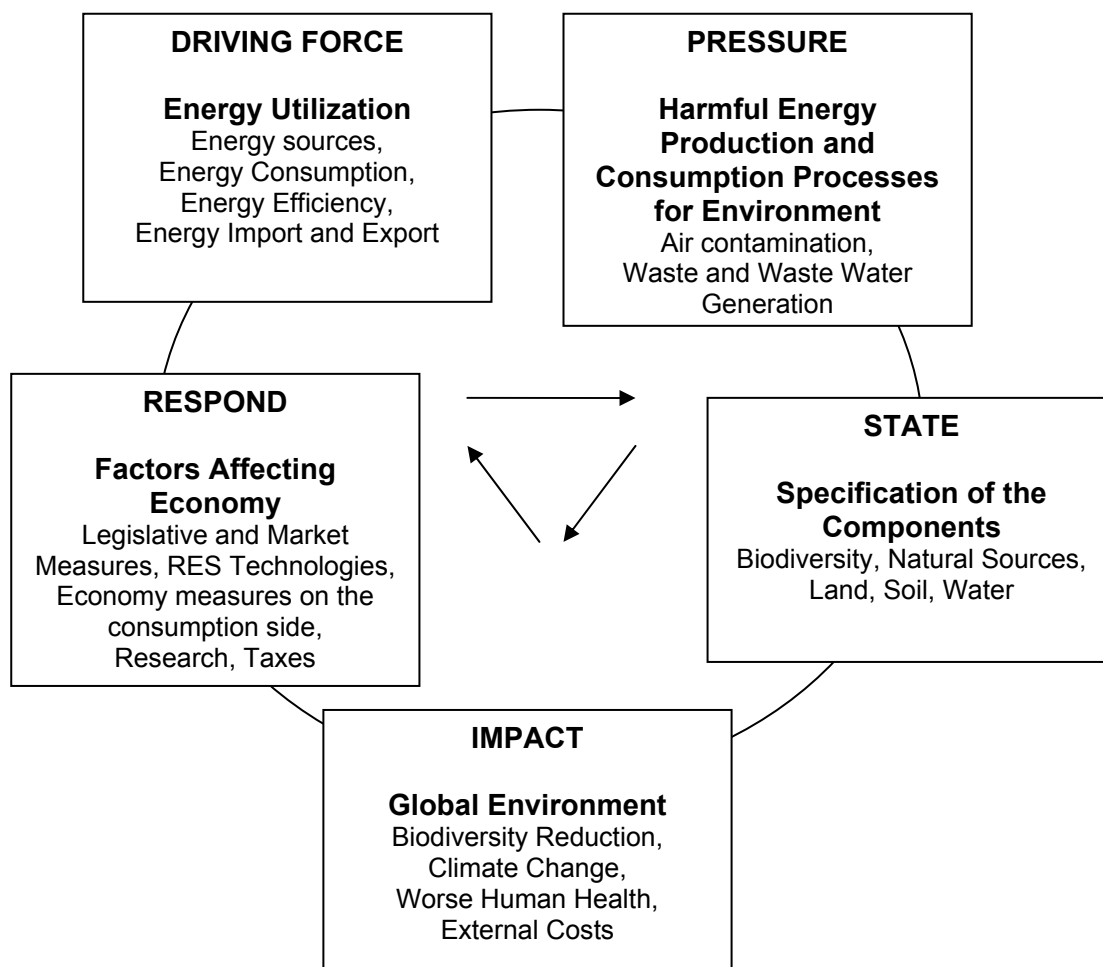 DRIVING FORCE
Energy Utilization
Energy sources,
Energy Consumption,
Energy Efficiency,
Energy Import and Export
PRESSURE
Harmful Energy
Production and
Consumption Processes
for Environment
Air contamination,
Waste and Waste Water
Generation
RESPOND
Factors Affecting
Economy
Legislative and Market
Measures, RES Technologies,
Economy measures on the
consumption side,
Research, Taxes
STATE
Specification of the
Components
Biodiversity, Natural Sources,
Land, Soil, Water
IMPACT
Global Environment
Biodiversity Reduction,
Climate Change,
Worse Human Health,
External Costs